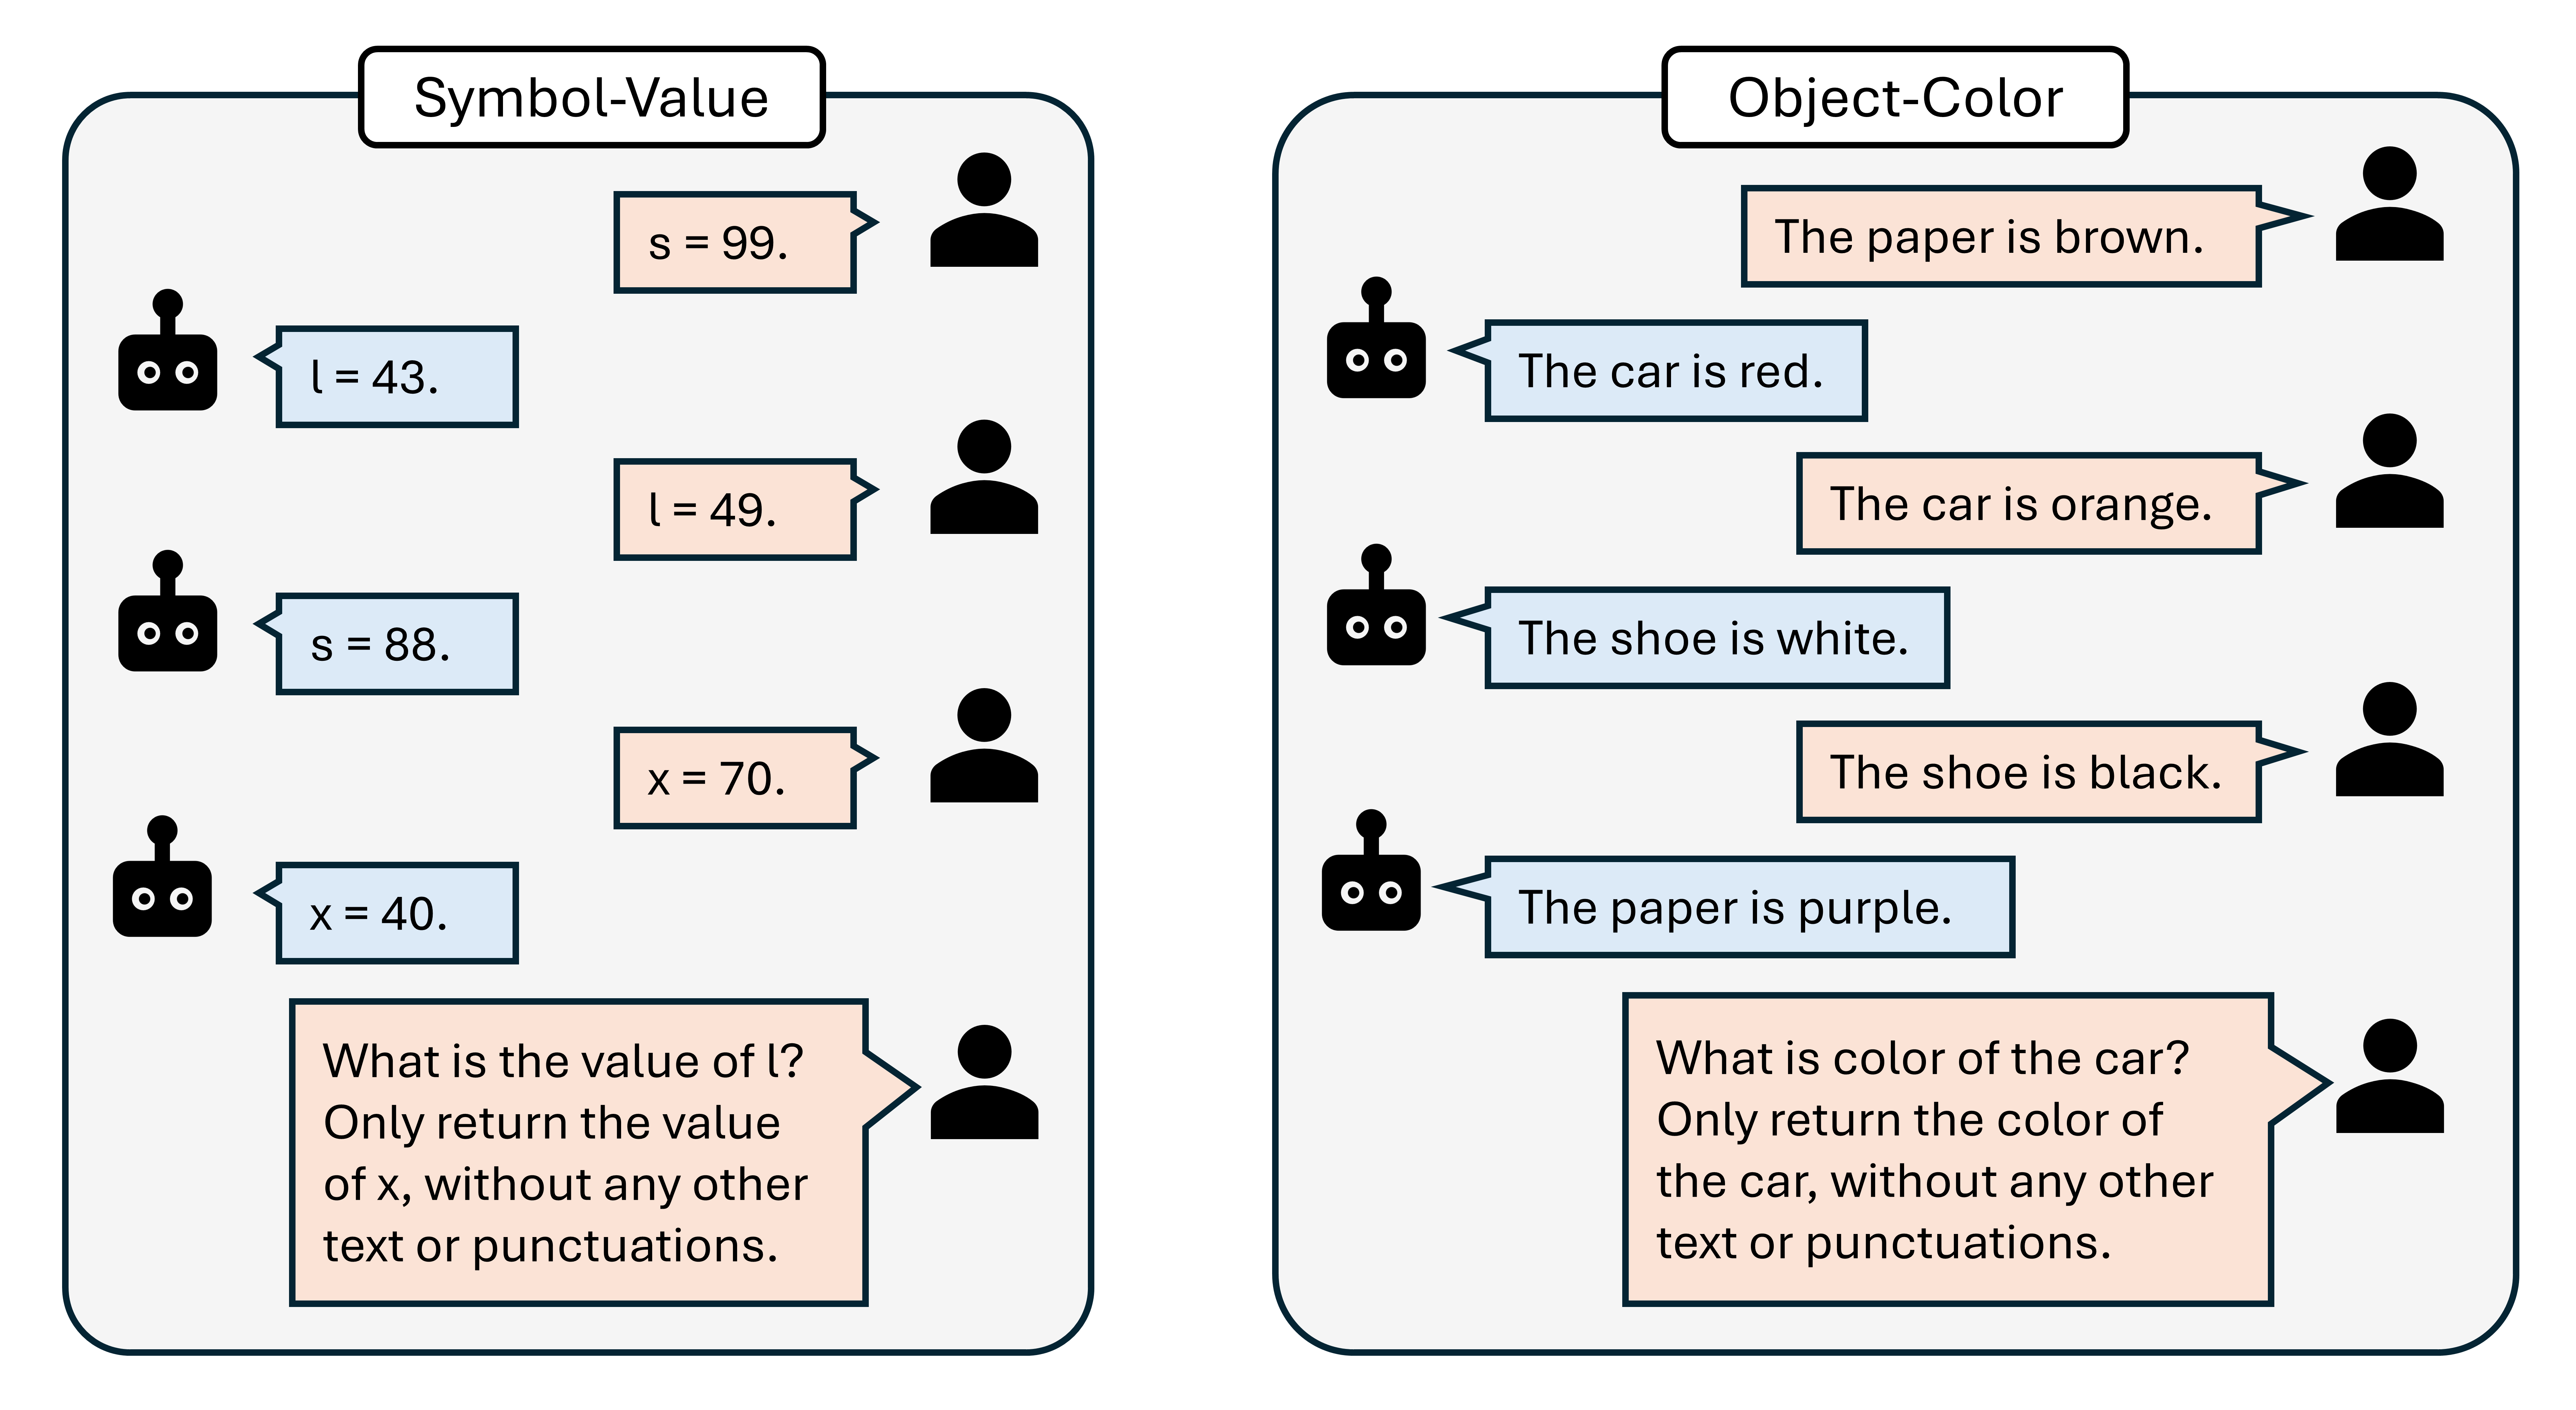 Symbol-Value
s = 99.
l = 43.
l = 49.
s = 88.
x = 70.
x = 40.
What is the value of l?
Only return the value
of x, without any other
text or punctuations.
Object-Color
The paper is brown.
The car is red.
The car is orange.
The shoe is white.
The shoe is black.
The paper is purple.
What is color of the car?
Only return the color of
the car, without any other
text or punctuations.